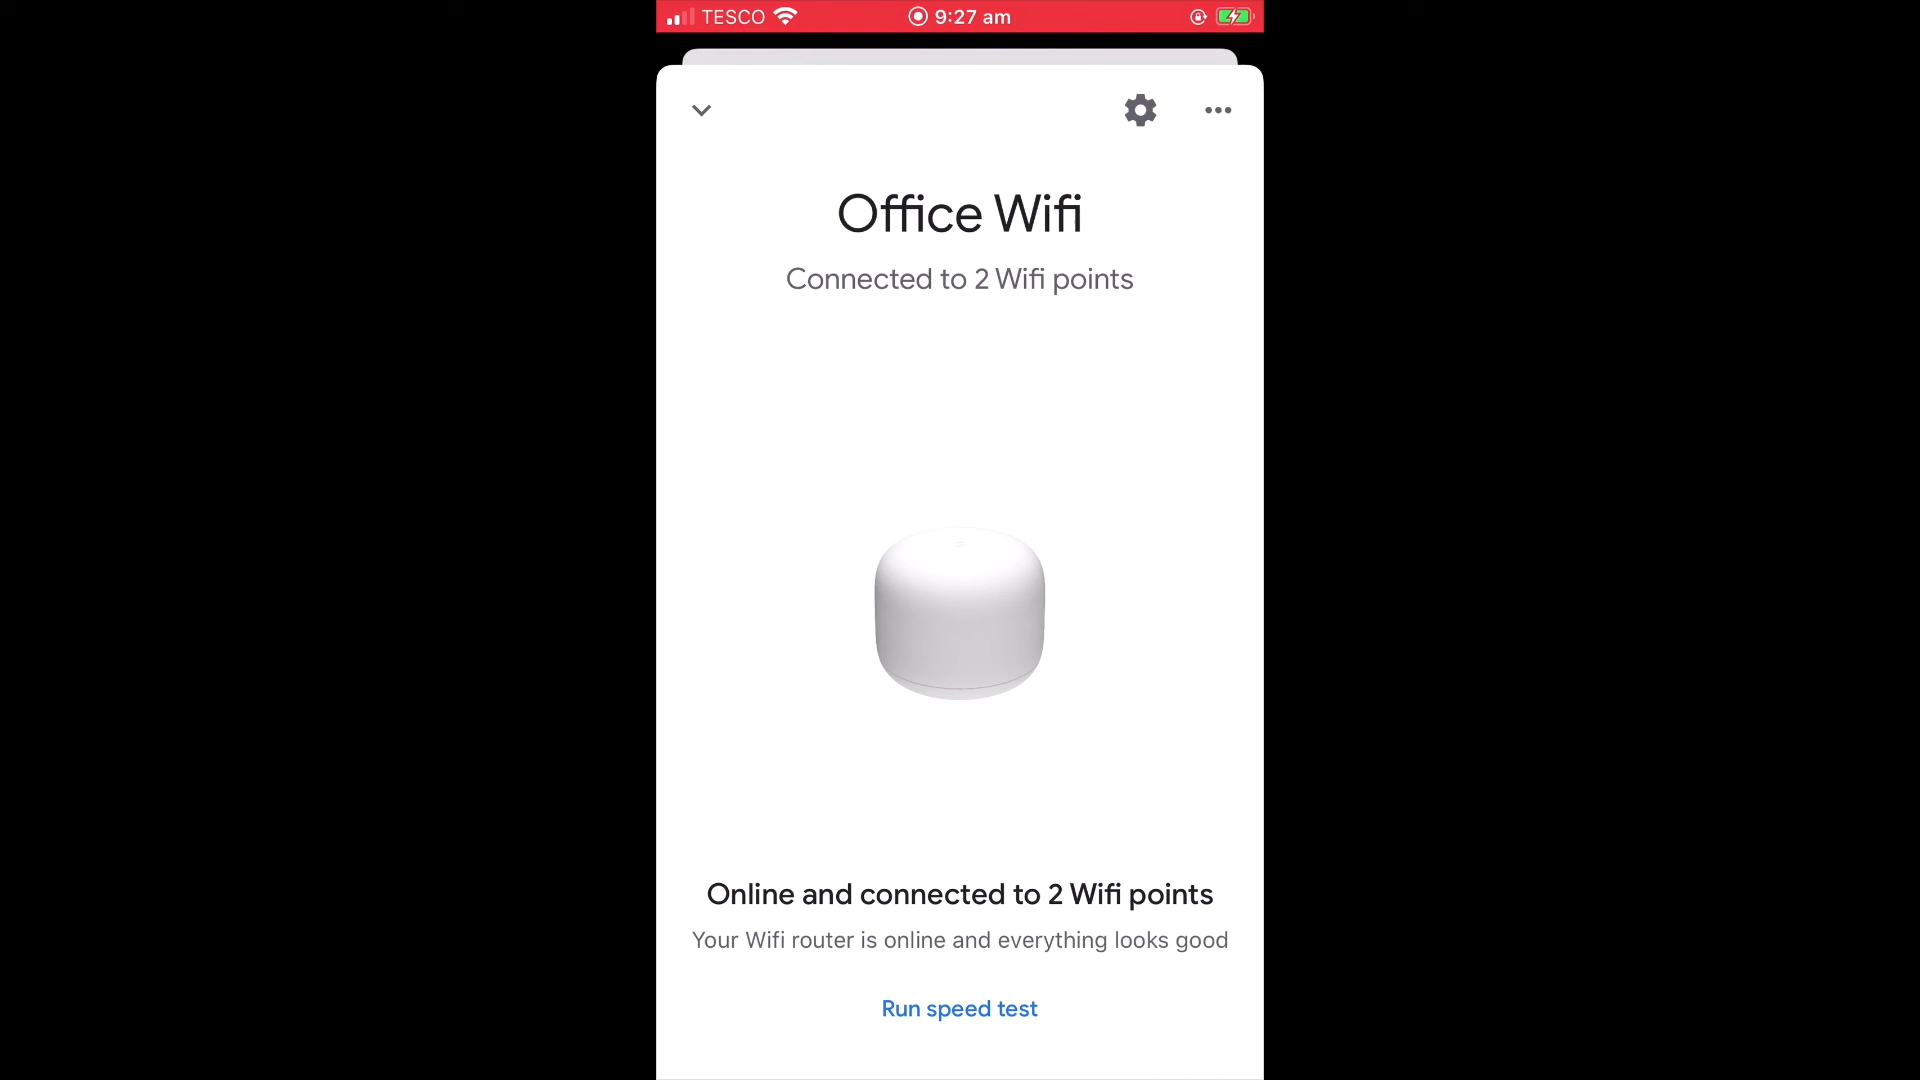 TESCO 9:27 am
Office Wifi
Connected to 2 Wifi points
Online and connected to 2 Wifi points
Your Wifi router is online and everything looks good
Run speed test